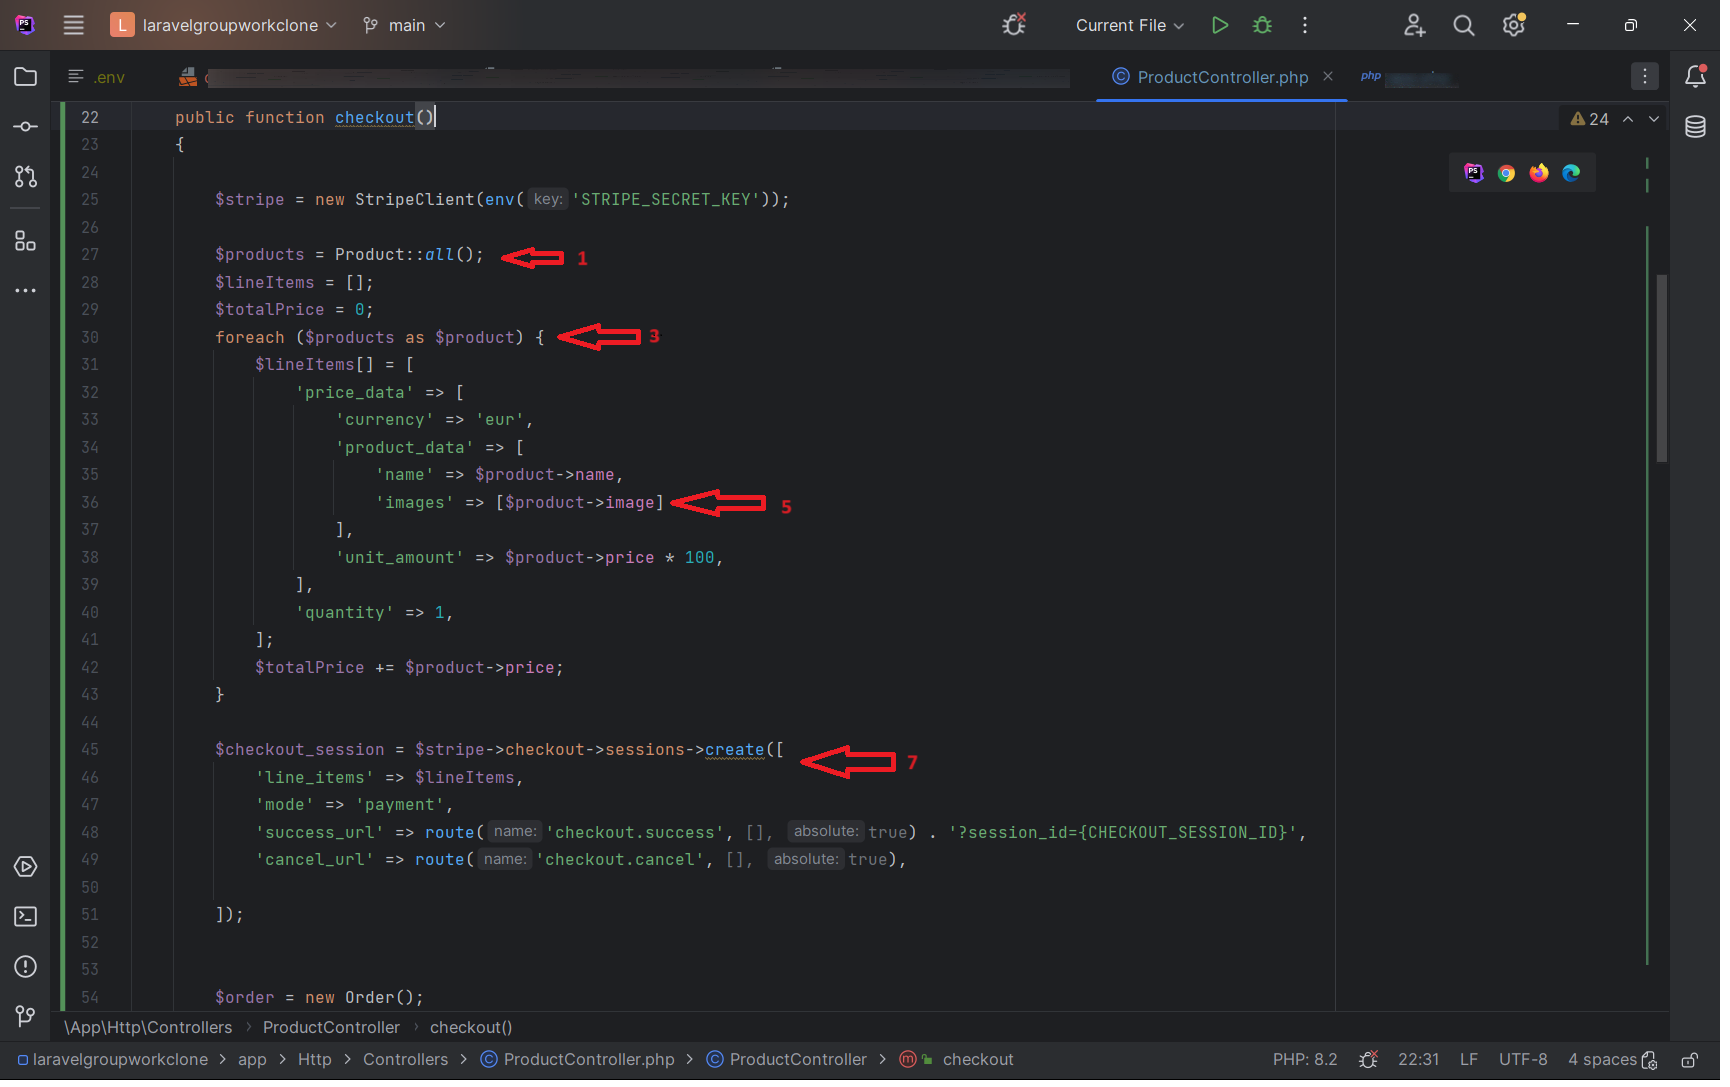 L laravelgroupworkclone main Current File
.env ProductController.php php
22 public function checkout() 24
23 {
24
25 $stripe = new StripeClient(env( key: 'STRIPE_SECRET_KEY'));
26
27 $products = Product::all(); 1
28 $lineItems = [];
29 $totalPrice = 0;
30 foreach ($products as $product) { 3
31 $lineItems[] = [
32 'price_data' => [
33 'currency' => 'eur',
34 'product_data' => [
35 'name' => $product->name,
36 'images' => [$product->image] 5
37 ],
38 'unit_amount' => $product->price * 100,
39 ],
40 'quantity' => 1,
41 ];
42 $totalPrice += $product->price;
43 }
44
45 $checkout_session = $stripe->checkout->sessions->create([ 7
46 'line_items' => $lineItems,
47 'mode' => 'payment',
48 'success_url' => route( name: 'checkout.success', [], absolute: true) . '?session_id={CHECKOUT_SESSION_ID}',
49 'cancel_url' => route( name: 'checkout.cancel', [], absolute: true),
50
51 ]);
52
53
54 $order = new Order();
\App\Http\Controllers › ProductController › checkout()
laravelgroupworkclone > app > Http > Controllers > ProductController.php > ProductController > checkout PHP: 8.2 22:31 LF UTF-8 4 spaces